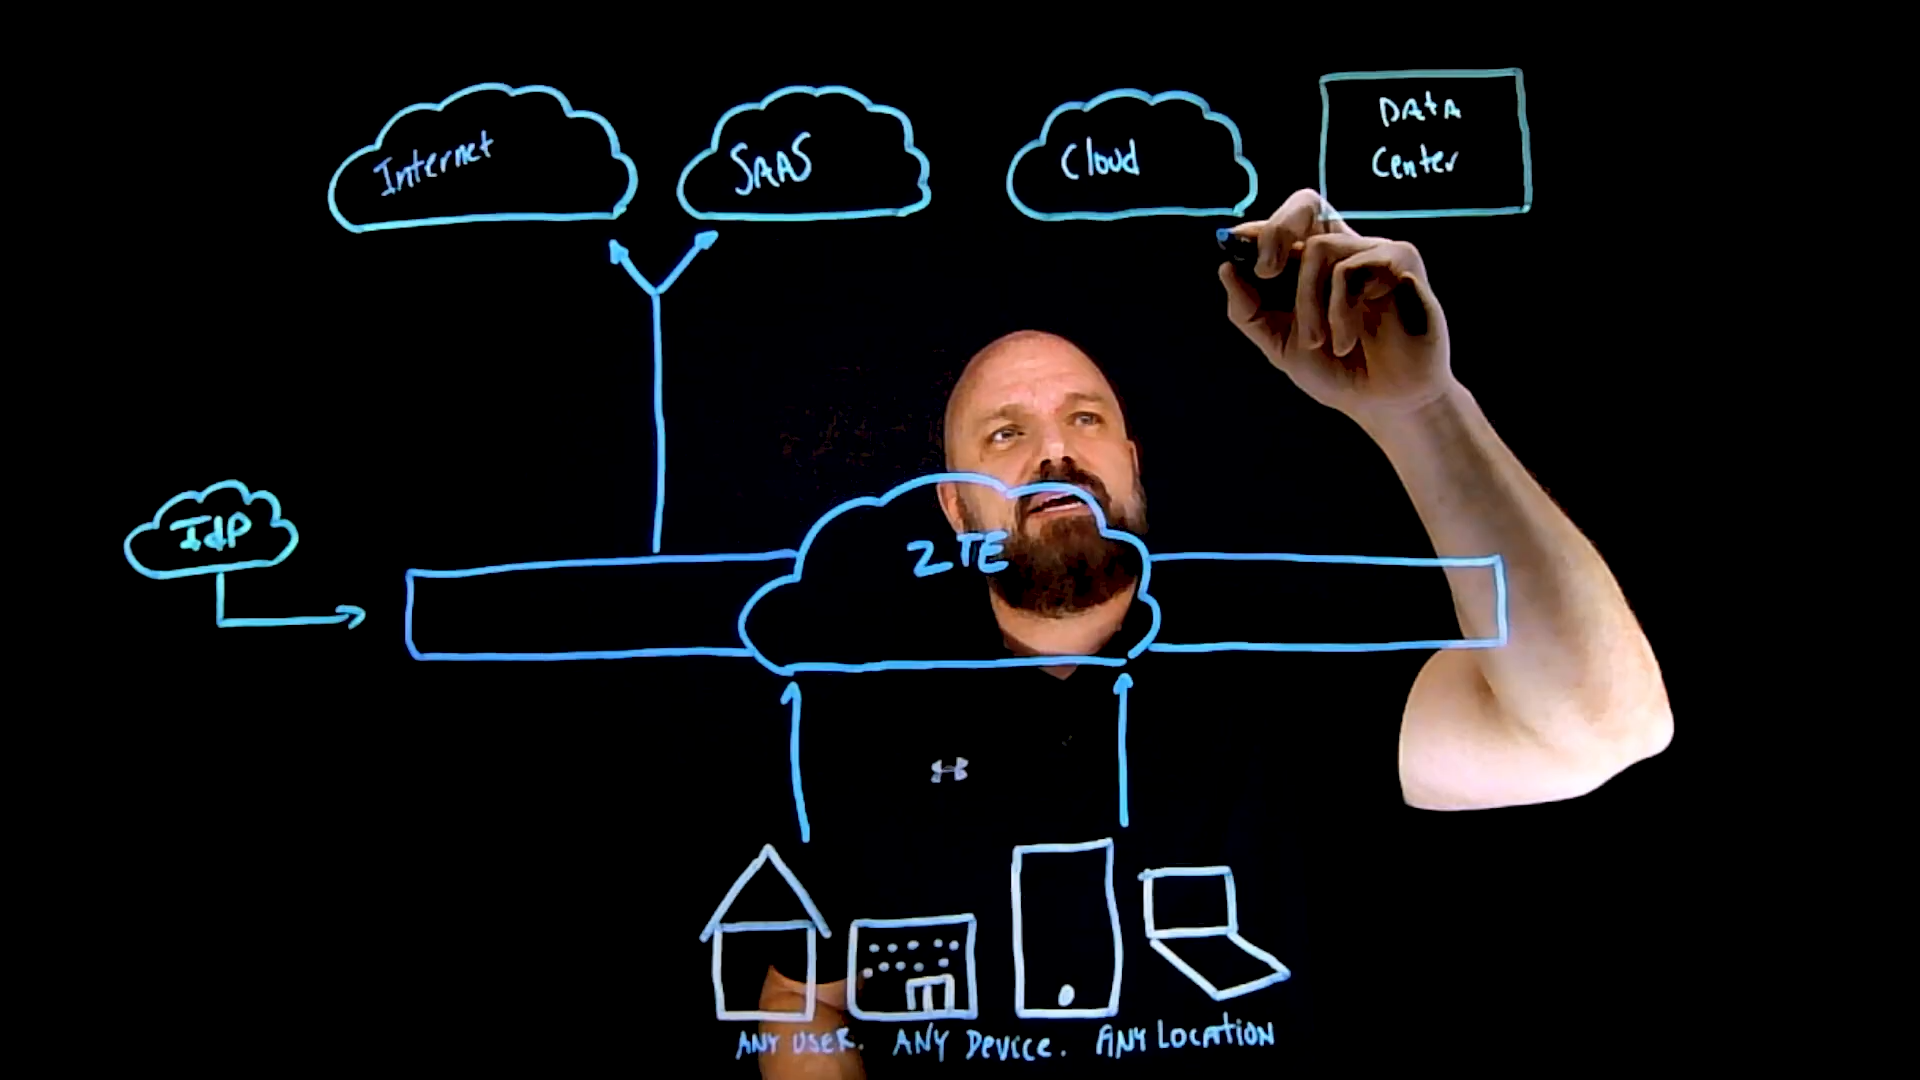 Internet
SAAS
Cloud
DAtA
Center
IdP
ZTE
ANY USER. ANY DEVICE. ANY LOCATION